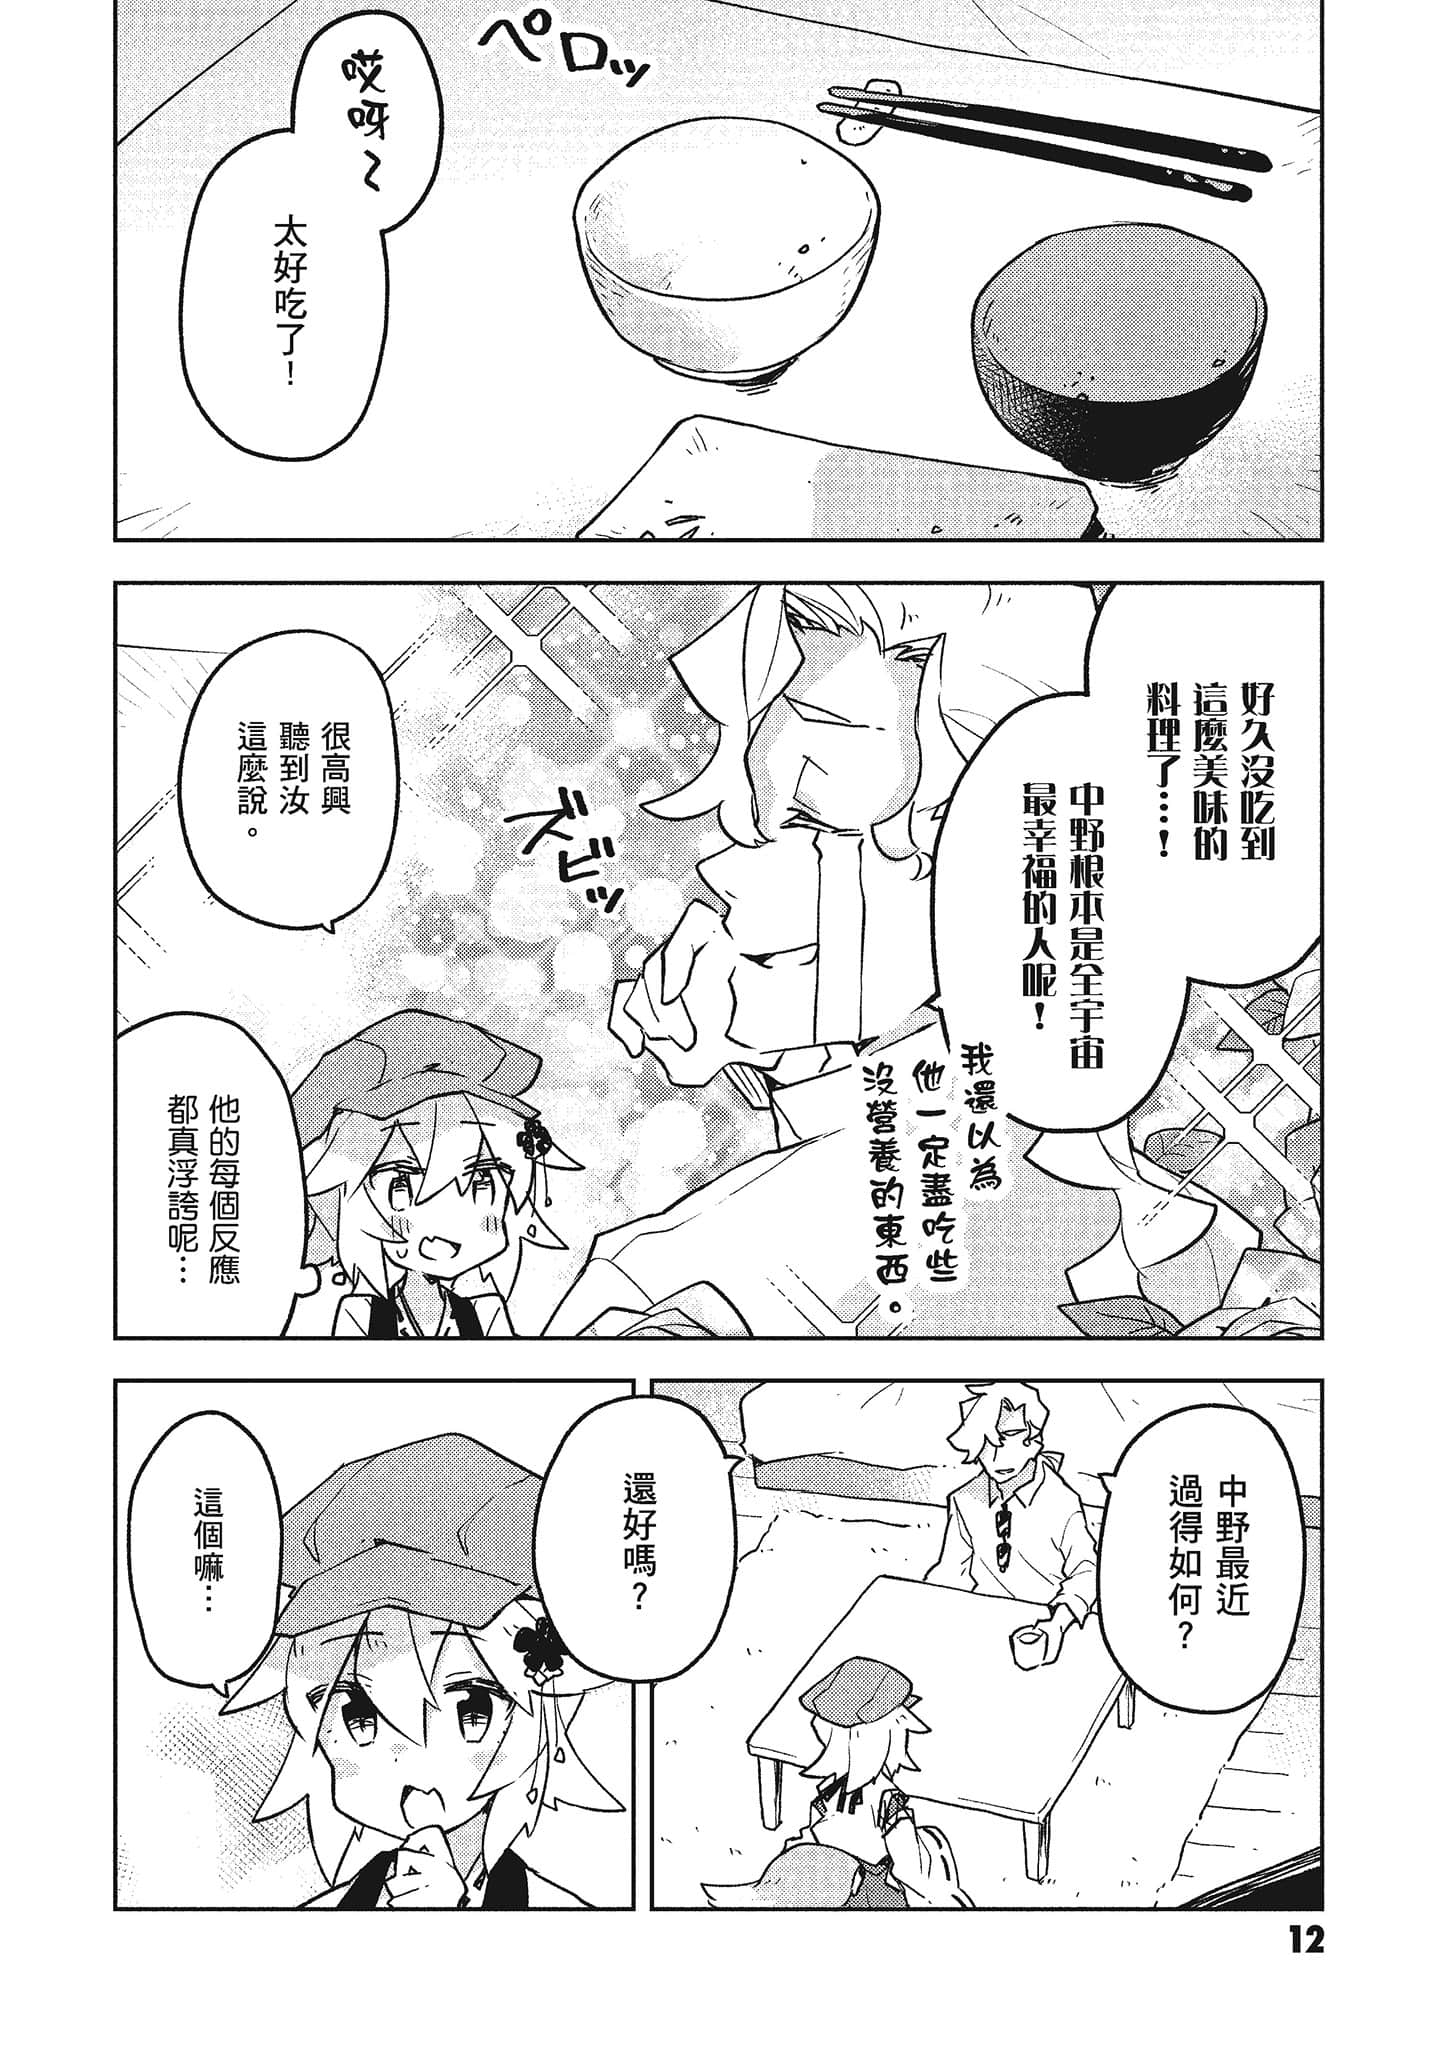 ペロッ
哎
呀
～
太好吃了！
好久沒吃到
這麼美味的
料理了…！
中野根本是全宇宙
最幸福的人呢！
我還以為
他一定盡吃些
沒營養的東西。
ズビッ
很高興
聽到汝
這麼說。
他的每個反應
都真浮誇呢…
中野最近
過得如何？
還好嗎？
這個嘛…
12